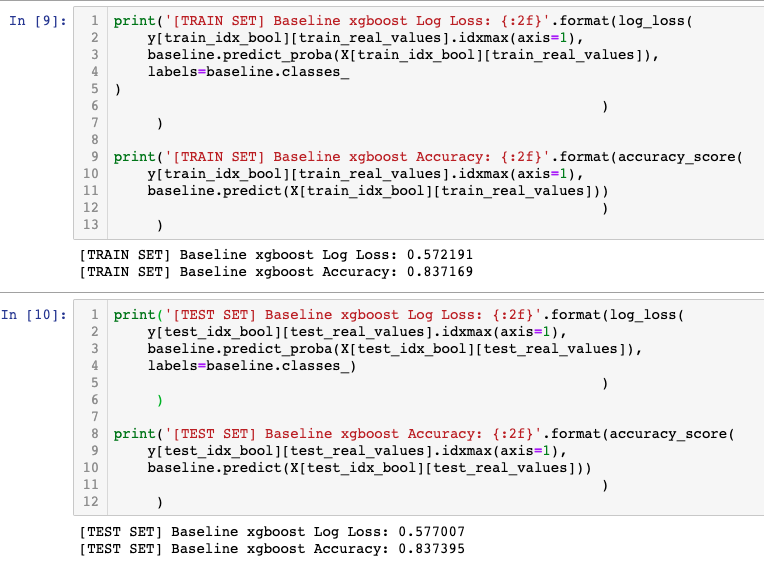 In [9]:
1 print('[TRAIN SET] Baseline xgboost Log Loss: {:2f}'.format(log_loss(
2     y[train_idx_bool][train_real_values].idxmax(axis=1),
3     baseline.predict_proba(X[train_idx_bool][train_real_values]),
4     labels=baseline.classes_
5 )
6                                                          )
7      )
8
9 print('[TRAIN SET] Baseline xgboost Accuracy: {:2f}'.format(accuracy_score(
10     y[train_idx_bool][train_real_values].idxmax(axis=1),
11     baseline.predict(X[train_idx_bool][train_real_values]))
12                                                          )
13      )
[TRAIN SET] Baseline xgboost Log Loss: 0.572191
[TRAIN SET] Baseline xgboost Accuracy: 0.837169
In [10]:
1 print('[TEST SET] Baseline xgboost Log Loss: {:2f}'.format(log_loss(
2     y[test_idx_bool][test_real_values].idxmax(axis=1),
3     baseline.predict_proba(X[test_idx_bool][test_real_values]),
4     labels=baseline.classes_)
5                                                          )
6      )
7
8 print('[TEST SET] Baseline xgboost Accuracy: {:2f}'.format(accuracy_score(
9     y[test_idx_bool][test_real_values].idxmax(axis=1),
10     baseline.predict(X[test_idx_bool][test_real_values]))
11                                                          )
12      )
[TEST SET] Baseline xgboost Log Loss: 0.577007
[TEST SET] Baseline xgboost Accuracy: 0.837395